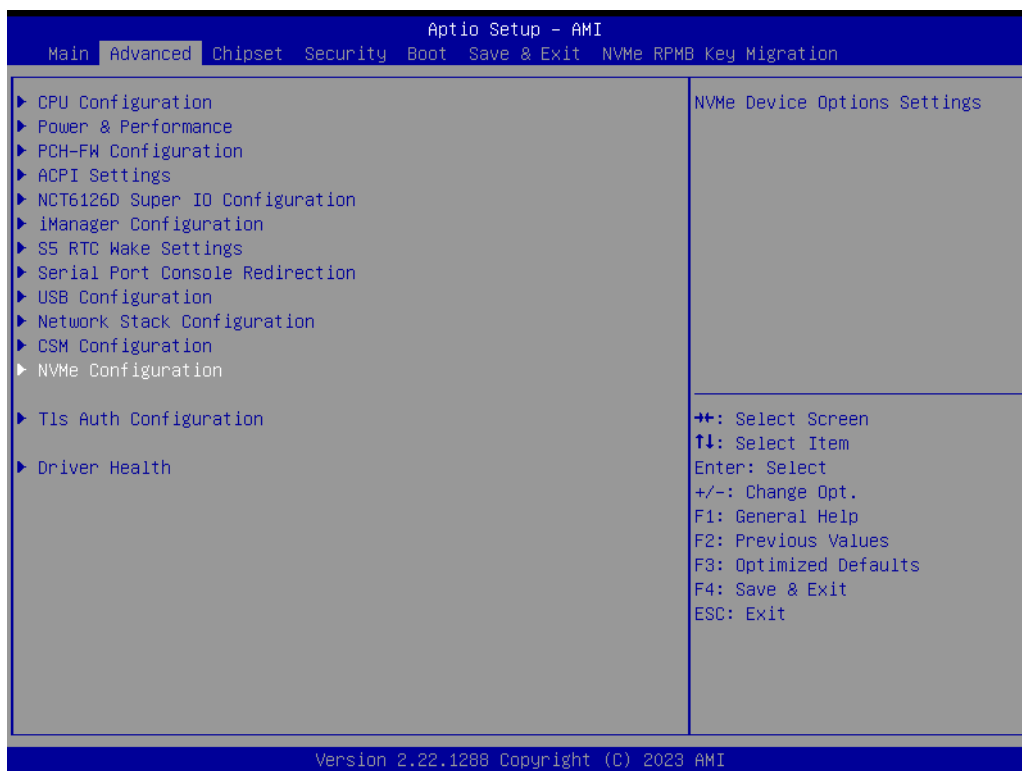 Aptio Setup – AMI
Main Advanced Chipset Security Boot Save & Exit NVMe RPMB Key Migration
▶ CPU Configuration
▶ Power & Performance
▶ PCH-FW Configuration
▶ ACPI Settings
▶ NCT6126D Super IO Configuration
▶ iManager Configuration
▶ S5 RTC Wake Settings
▶ Serial Port Console Redirection
▶ USB Configuration
▶ Network Stack Configuration
▶ CSM Configuration
▶ NVMe Configuration
▶ Tls Auth Configuration
▶ Driver Health
NVMe Device Options Settings
→←: Select Screen
↑↓: Select Item
Enter: Select
+/-: Change Opt.
F1: General Help
F2: Previous Values
F3: Optimized Defaults
F4: Save & Exit
ESC: Exit
Version 2.22.1288 Copyright (C) 2023 AMI